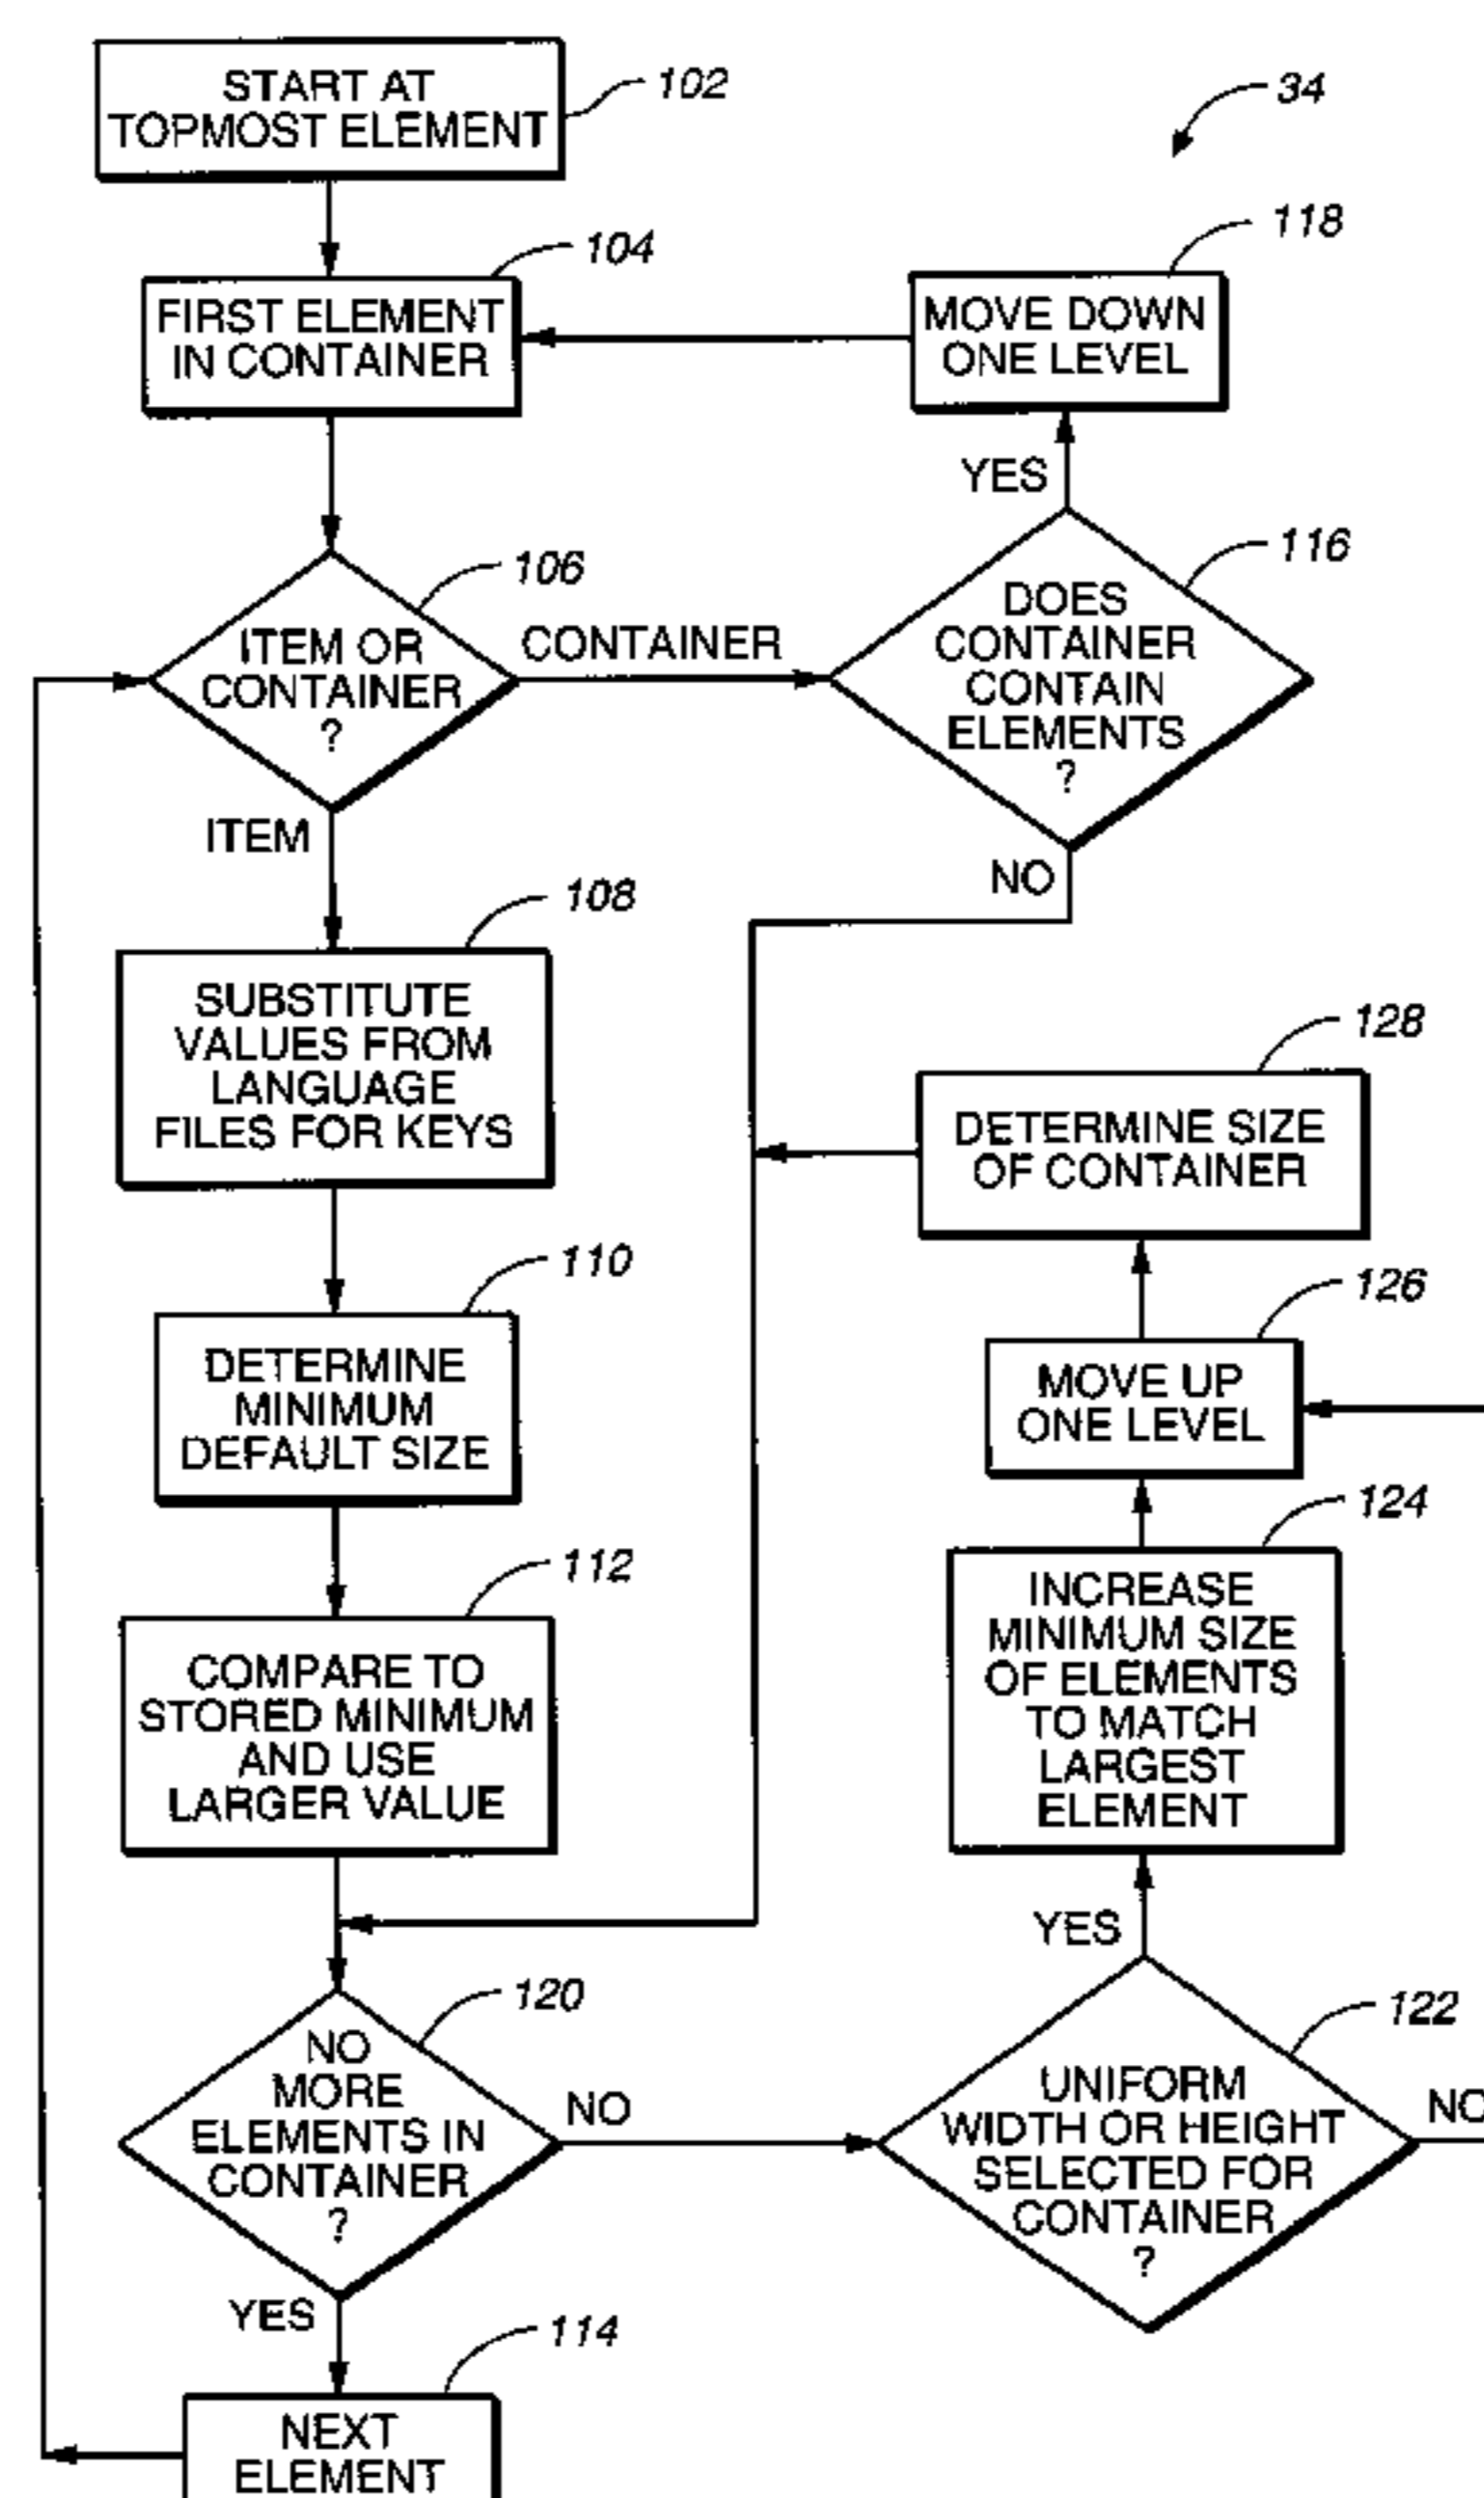 START AT
TOPMOST ELEMENT
102
34
104
118
FIRST ELEMENT
IN CONTAINER
MOVE DOWN
ONE LEVEL
YES
106
116
ITEM OR
CONTAINER
?
CONTAINER
DOES
CONTAINER
CONTAIN
ELEMENTS
?
ITEM
NO
108
SUBSTITUTE
VALUES FROM
LANGUAGE
FILES FOR KEYS
128
DETERMINE SIZE
OF CONTAINER
110
DETERMINE
MINIMUM
DEFAULT SIZE
126
MOVE UP
ONE LEVEL
112
COMPARE TO
STORED MINIMUM
AND USE
LARGER VALUE
124
INCREASE
MINIMUM SIZE
OF ELEMENTS
TO MATCH
LARGEST
ELEMENT
YES
120
NO
MORE
ELEMENTS IN
CONTAINER
?
NO
122
UNIFORM
WIDTH OR HEIGHT
SELECTED FOR
CONTAINER
?
NO
YES
114
NEXT
ELEMENT